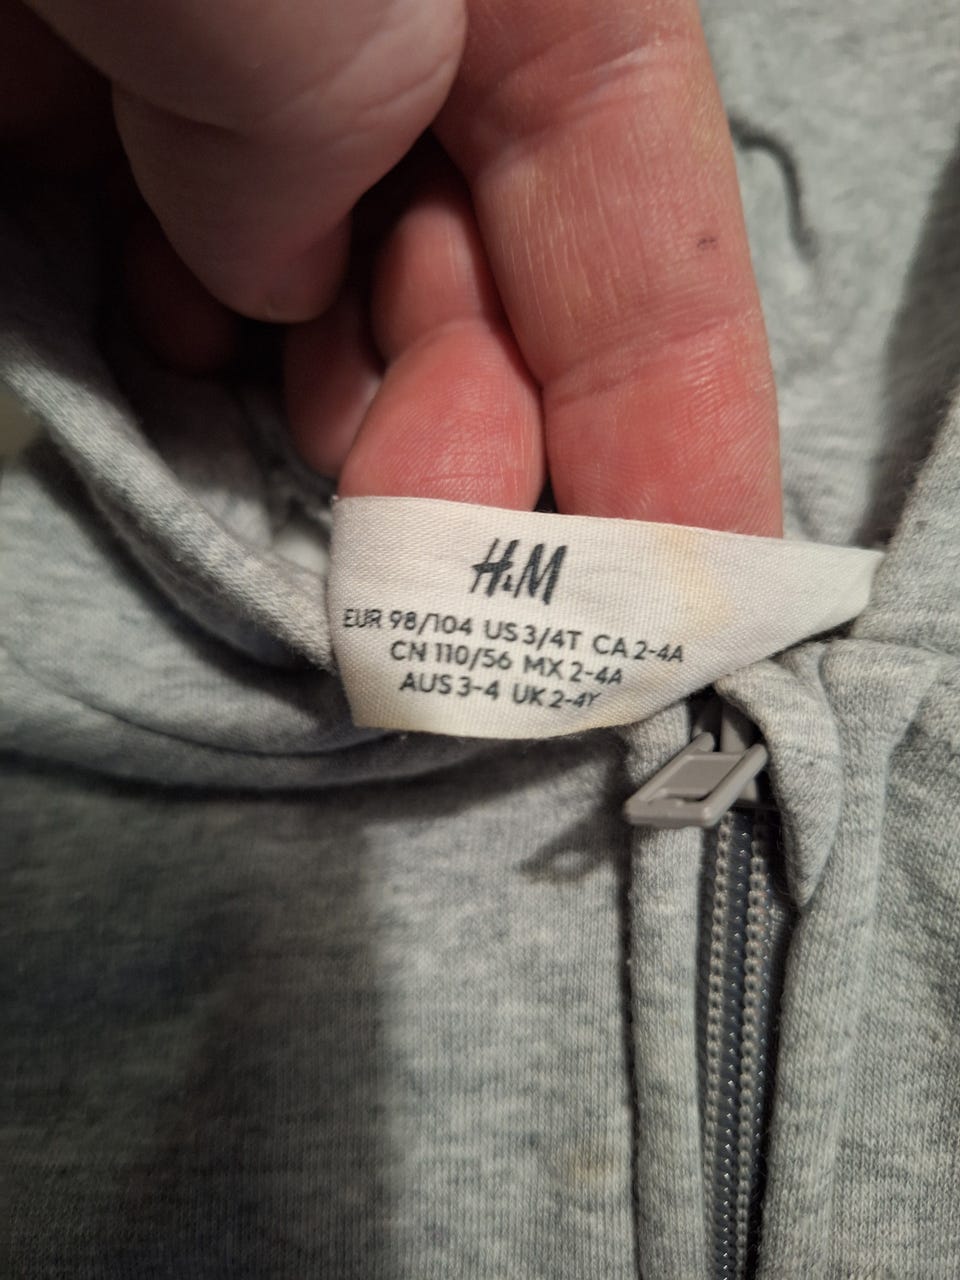 H&M
EUR 98/104 US 3/4T CA 2-4A
CN 110/56 MX 2-4A
AUS 3-4 UK 2-4Y